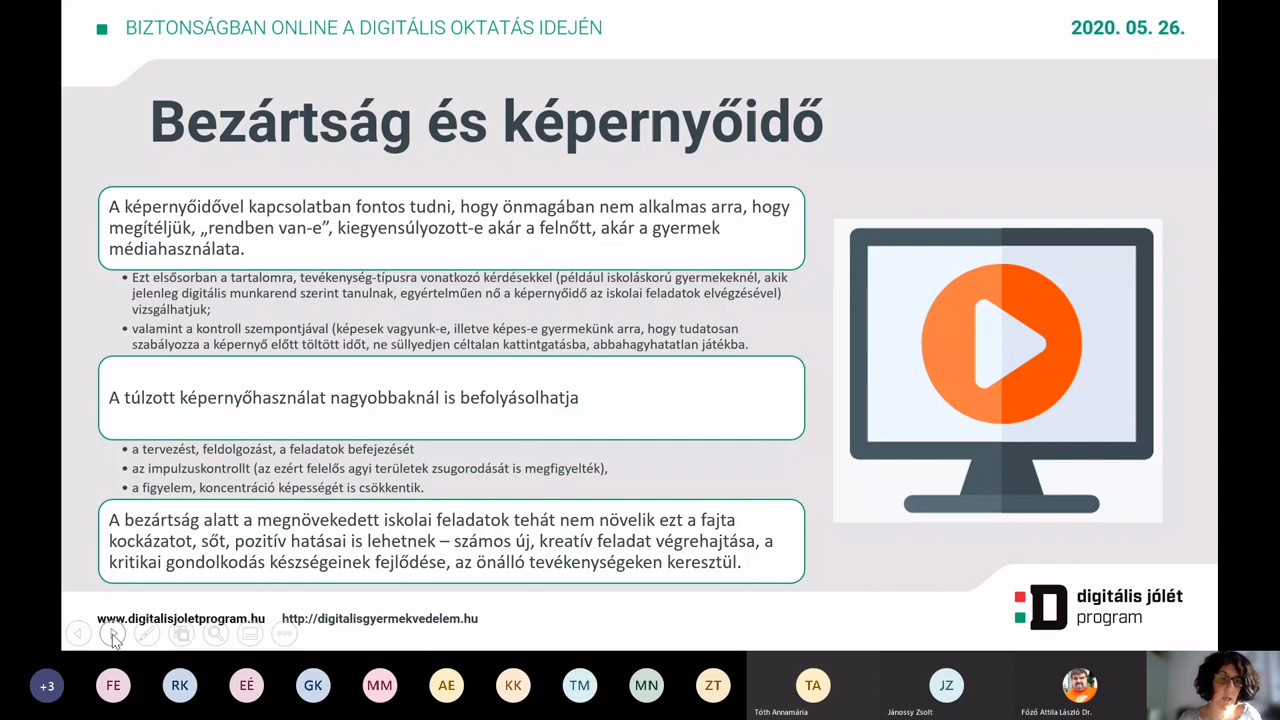 BIZTONSÁGBAN ONLINE A DIGITÁLIS OKTATÁS IDEJÉN
2020. 05. 26.
Bezártság és képernyőidő
A képernyőidővel kapcsolatban fontos tudni, hogy önmagában nem alkalmas arra, hogy
megítéljük, „rendben van-e”, kiegyensúlyozott-e akár a felnőtt, akár a gyermek
médiahasználata.
• Ezt elsősorban a tartalomra, tevékenység-típusra vonatkozó kérdésekkel (például iskoláskorú gyermekeknél, akik
jelenleg digitális munkarend szerint tanulnak, egyértelműen nő a képernyőidő az iskolai feladatok elvégzésével)
vizsgálhatjuk;
• valamint a kontroll szempontjával (képesek vagyunk-e, illetve képes-e gyermekünk arra, hogy tudatosan
szabályozza a képernyő előtt töltött időt, ne süllyedjen céltalan kattintgatásba, abbahagyhatatlan játékba.
A túlzott képernyőhasználat nagyobbaknál is befolyásolhatja
• a tervezést, feldolgozást, a feladatok befejezését
• az impulzuskontrollt (az ezért felelős agyi területek zsugorodását is megfigyelték),
• a figyelem, koncentráció képességét is csökkentik.
A bezártság alatt a megnövekedett iskolai feladatok tehát nem növelik ezt a fajta
kockázatot, sőt, pozitív hatásai is lehetnek – számos új, kreatív feladat végrehajtása, a
kritikai gondolkodás készségeinek fejlődése, az önálló tevékenységeken keresztül.
www.digitalisjoletprogram.hu http://digitalisgyermekvedelem.hu
digitális jólét
program
+3 FE RK EÉ GK MM AE KK TM MN ZT TA JZ
Tóth Annamária Jánossy Zsolt Főző Attila László Dr.